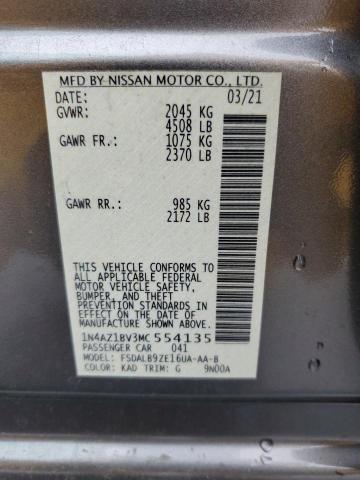 MFD BY NISSAN MOTOR CO., LTD.
DATE: 03/21
GVWR: 2045 KG
4508 LB
GAWR FR.: 1075 KG
2370 LB
GAWR RR.: 985 KG
2172 LB
THIS VEHICLE CONFORMS TO
ALL APPLICABLE FEDERAL
MOTOR VEHICLE SAFETY,
BUMPER, AND THEFT
PREVENTION STANDARDS IN
EFFECT ON THE DATE OF
MANUFACTURE SHOWN ABOVE.
1N4AZ1BV3MC 554135
PASSENGER CAR 041
MODEL: FSDALB9ZE16UA-AA-B
COLOR: KAD TRIM: G 9N00A